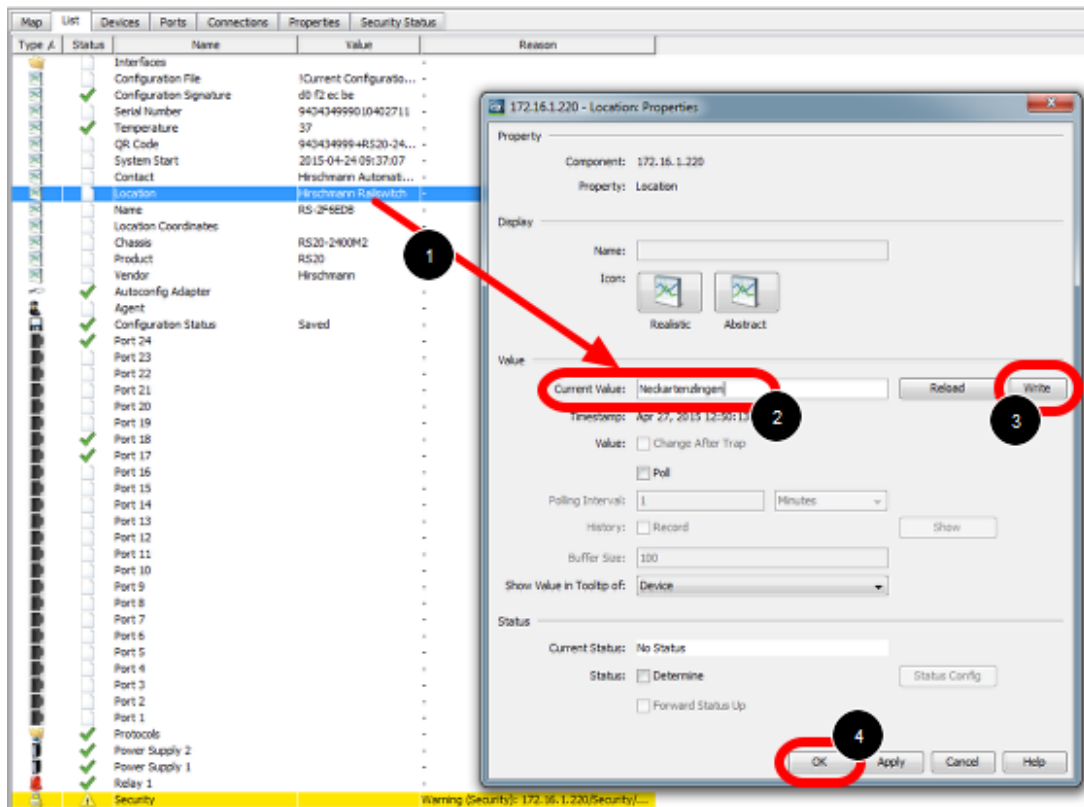 Map List Devices Ports Connections Properties Security Status
Type Status Name Value Reason
Interfaces -
Configuration File !Current Configuratio... -
Configuration Signature d0 f2 ec be -
Serial Number 943434999010402711 -
Temperature 37 -
QR Code 943434999+RS20-24... -
System Start 2015-04-24 09:37:07 -
Contact Hirschmann Automati... -
Location Hirschmann Railswitch -
Name RS-2F6EDB
Location Coordinates
Chassis RS20-2400M2
Product RS20
Vendor Hirschmann
Autoconfig Adapter -
Agent -
Configuration Status Saved -
Port 24 -
Port 23 -
Port 22 -
Port 21 -
Port 20 -
Port 19 -
Port 18 -
Port 17 -
Port 16 -
Port 15 -
Port 14 -
Port 13 -
Port 12 -
Port 11 -
Port 10 -
Port 9 -
Port 8 -
Port 7 -
Port 6 -
Port 5 -
Port 4 -
Port 3 -
Port 2 -
Port 1 -
Protocols -
Power Supply 2 -
Power Supply 1 -
Relay 1 -
Security Warning (Security): 172.16.1.220/Security/...
1
172.16.1.220 - Location: Properties
Property
Component: 172.16.1.220
Property: Location
Display
Name:
Icon:
Realistic Abstract
Value
Current Value: Neckartenzlingen Reload Write
2
3
Timestamp: Apr 27, 2015 12:50:13
Value: Change After Trap
Poll
Polling Interval: 1 Minutes
History: Record Show
Buffer Size: 100
Show Value in Tooltip of: Device
Status
Current Status: No Status
Status: Determine Status Config
Forward Status Up
4
OK Apply Cancel Help